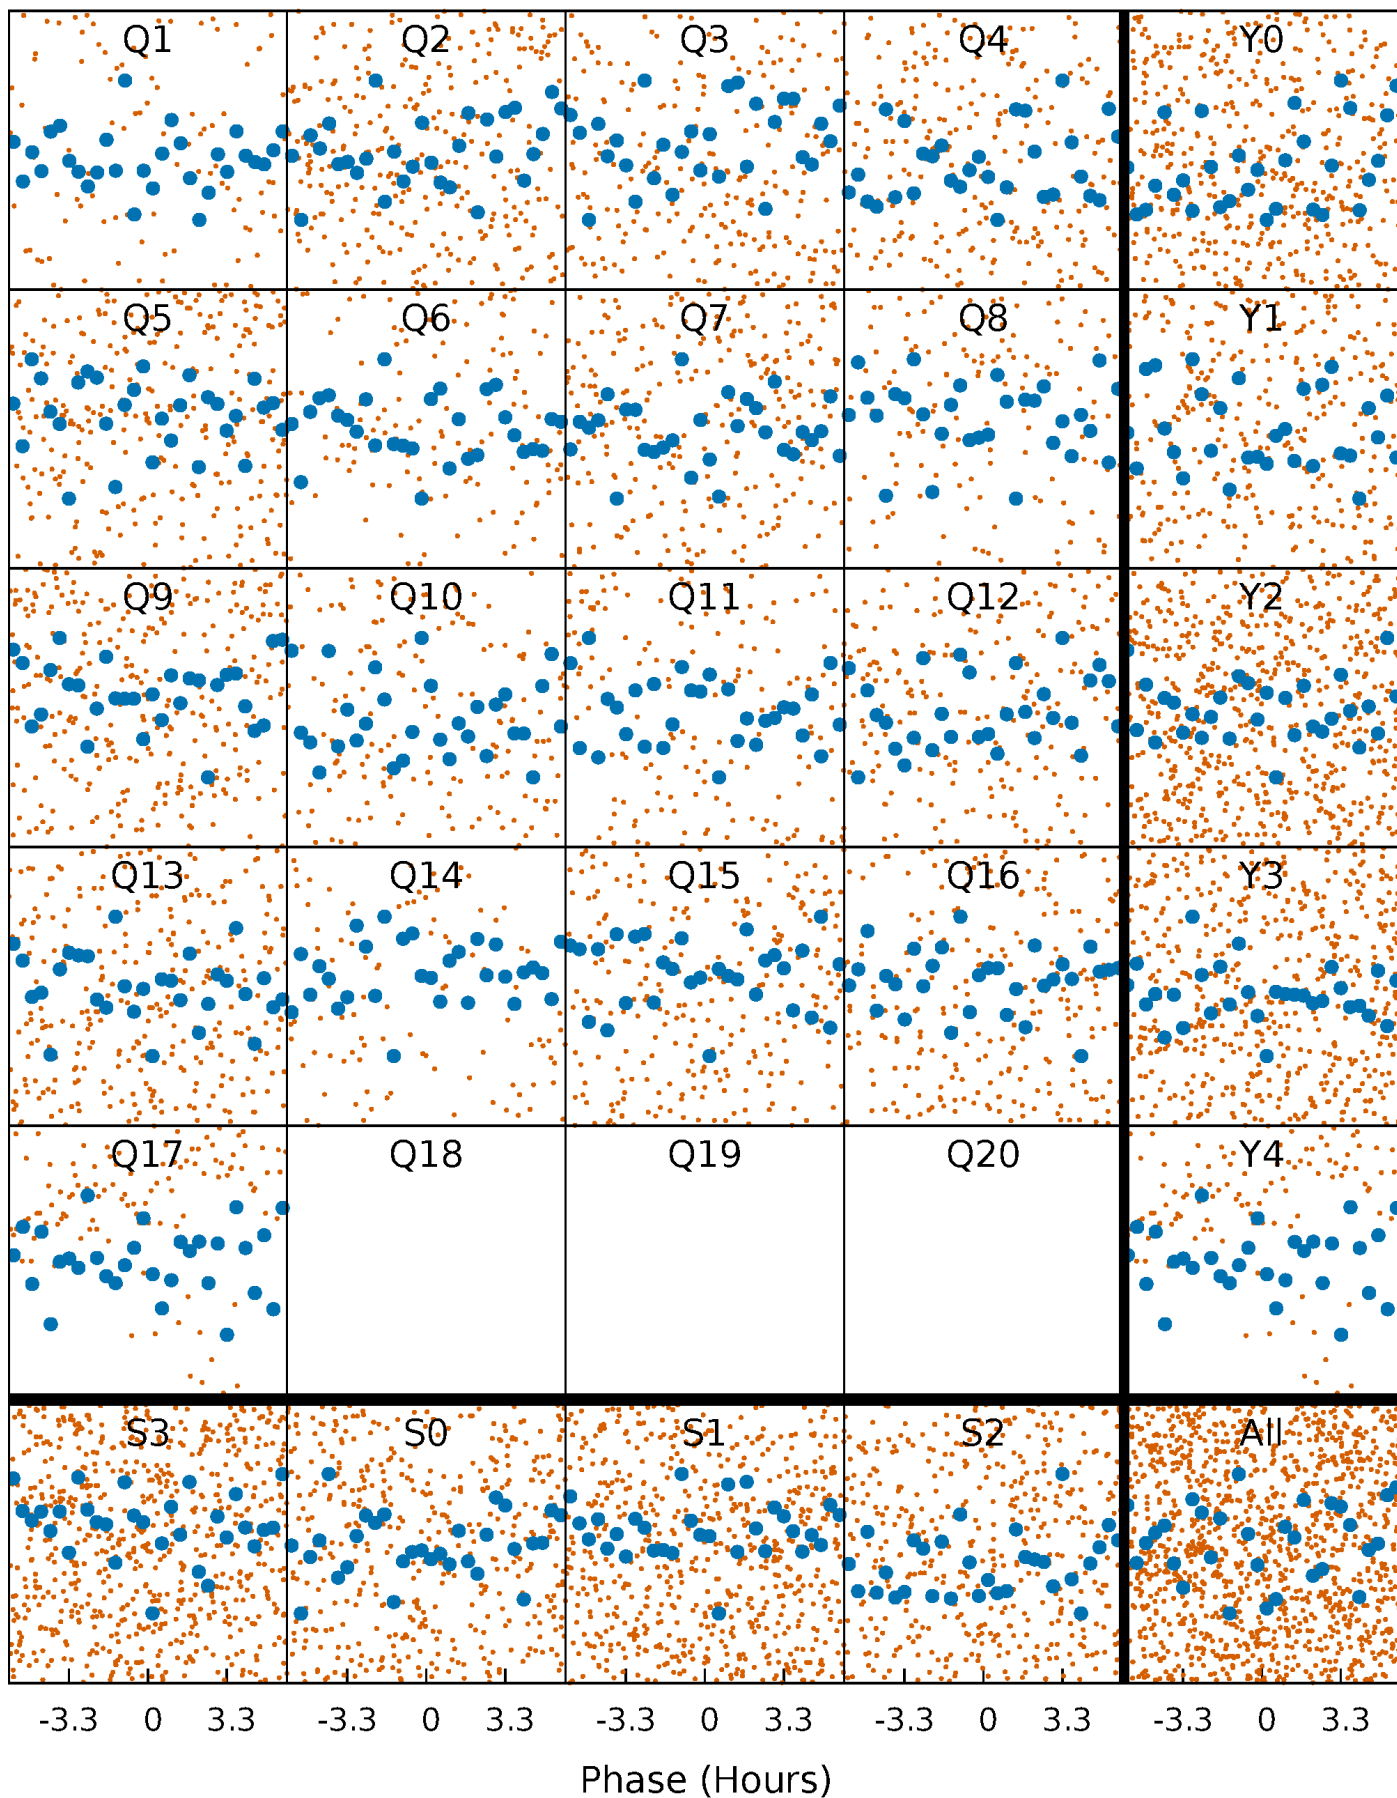 Q1 Q2 Q3 Q4 Y0
Q5 Q6 Q7 Q8 Y1
Q9 Q10 Q11 Q12 Y2
Q13 Q14 Q15 Q16 Y3
Q17 Q18 Q19 Q20 Y4
S3 S0 S1 S2 All
-3.3 0 3.3 -3.3 0 3.3 -3.3 0 3.3 -3.3 0 3.3 -3.3 0 3.3
Phase (Hours)